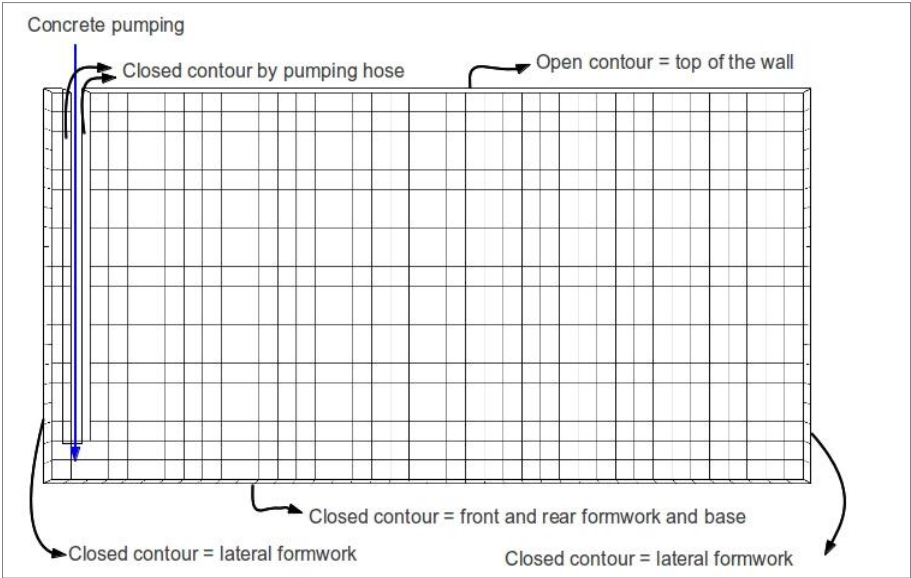 Concrete pumping
Closed contour by pumping hose
Open contour = top of the wall
Closed contour = front and rear formwork and base
Closed contour = lateral formwork
Closed contour = lateral formwork